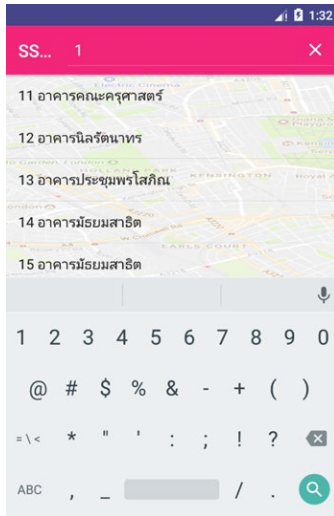 1:32
SS... 1
11 อาคารคณะครุศาสตร์
12 อาคารนิลรัตนาทร
13 อาคารประชุมพรโสภิณ
KENSINGTON
14 อาคารมัธยมสาธิต
EARLS COURT
15 อาคารมัธยมสาธิต
1 2 3 4 5 6 7 8 9 0
@ # $ % & - + ( )
= \ < * " ' : ; ! ?
ABC , _ / .